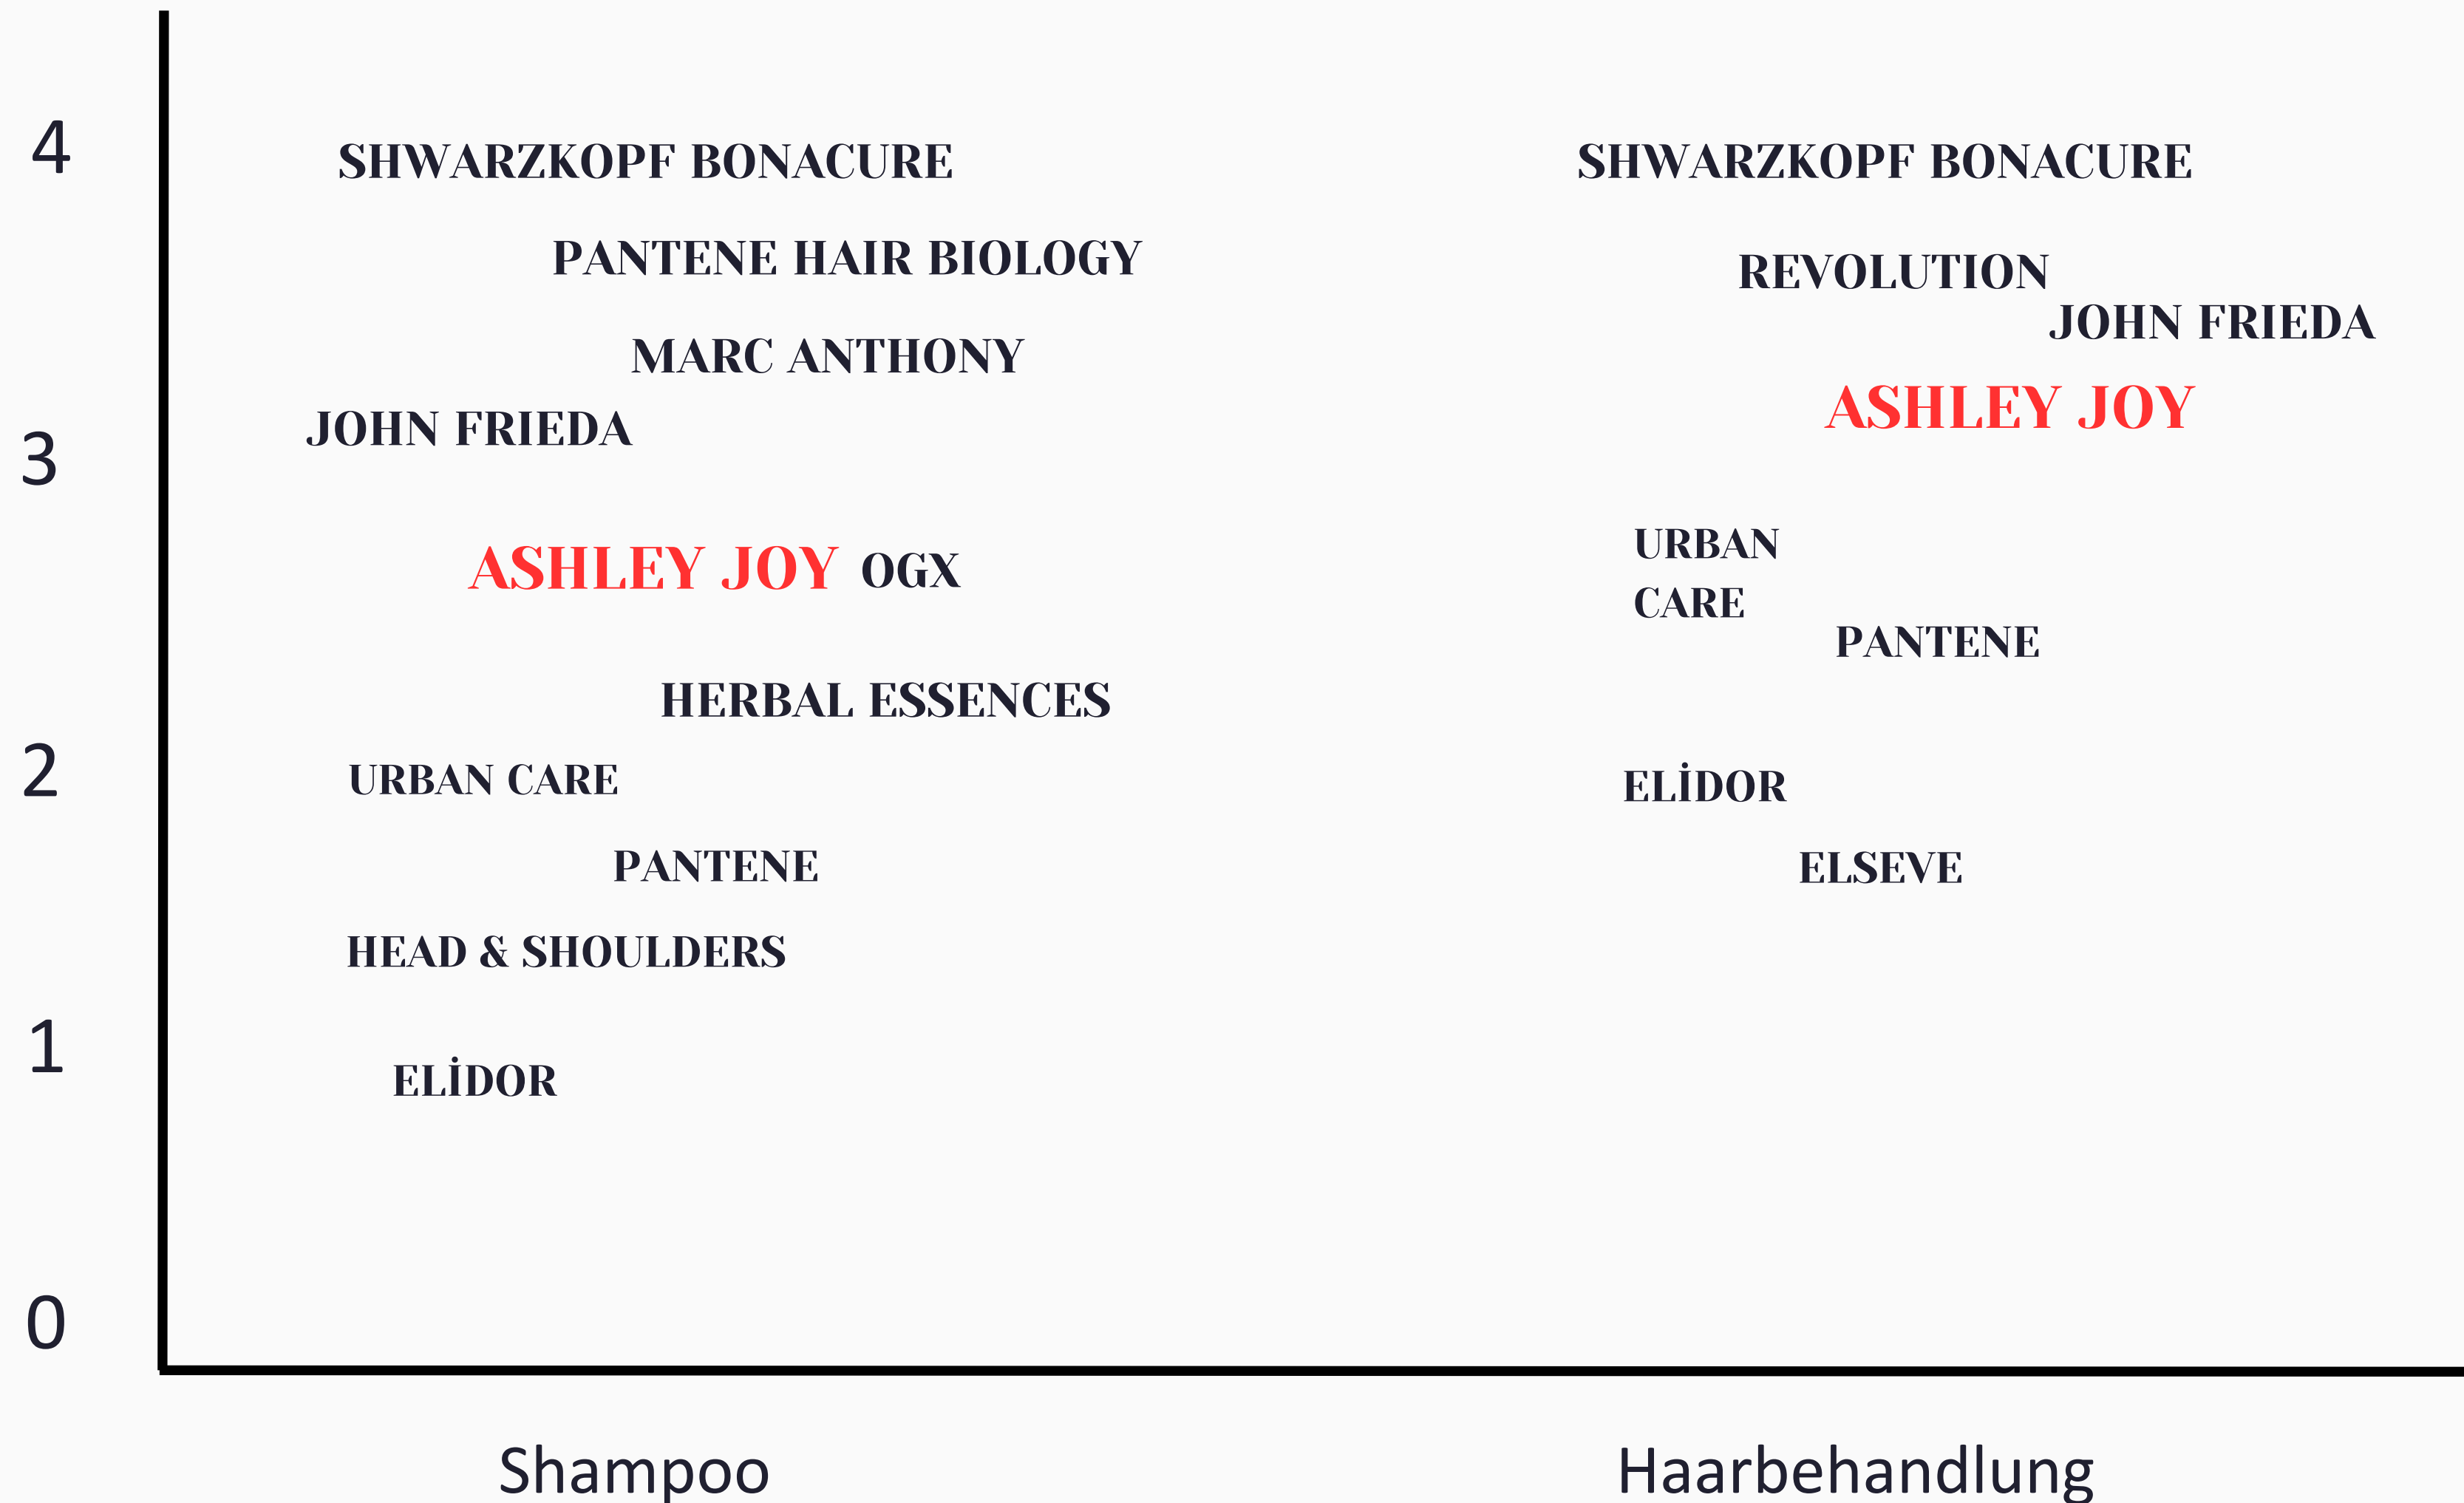 4
SHWARZKOPF BONACURE
SHWARZKOPF BONACURE
PANTENE HAIR BIOLOGY
REVOLUTION
JOHN FRIEDA
MARC ANTHONY
ASHLEY JOY
JOHN FRIEDA
3
URBAN
CARE
ASHLEY JOY OGX
PANTENE
HERBAL ESSENCES
2
URBAN CARE
ELİDOR
PANTENE
ELSEVE
HEAD & SHOULDERS
1
ELİDOR
0
Shampoo
Haarbehandlung